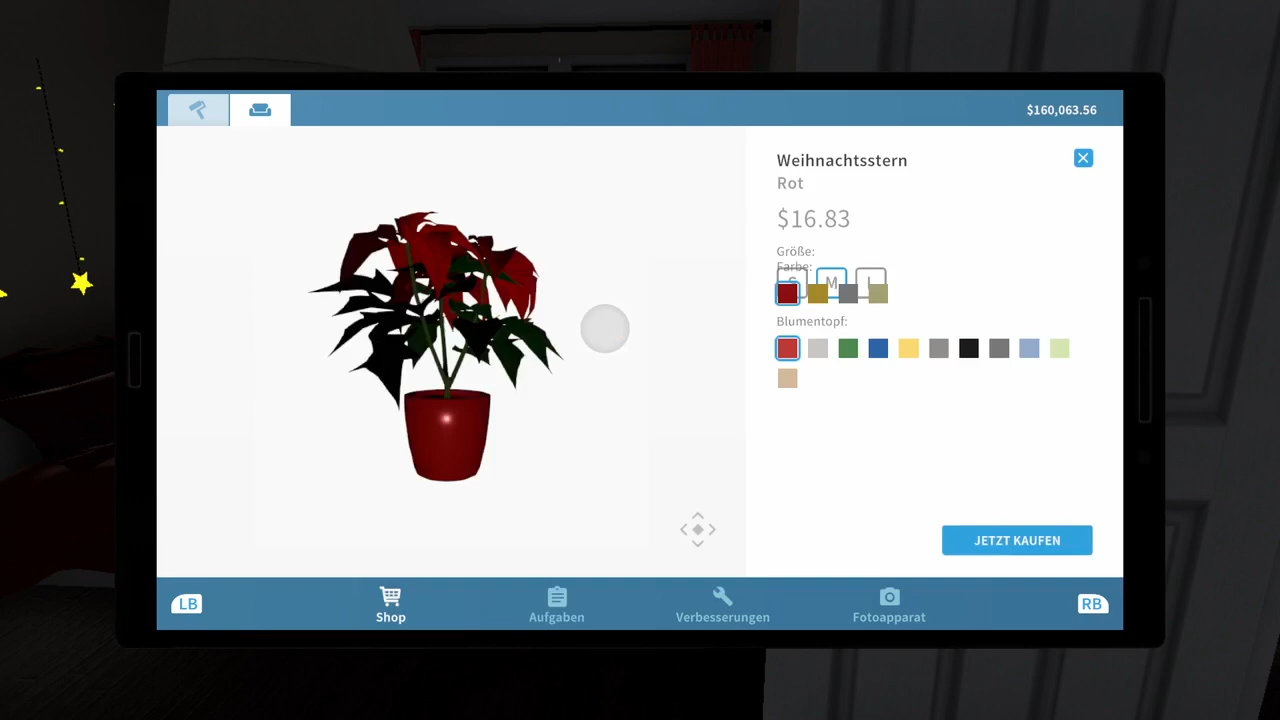 $160,063.56
Weihnachtsstern
Rot
$16.83
Größe:
Farbe:
S M L
Blumentopf:
JETZT KAUFEN
LB
Shop
Aufgaben
Verbesserungen
Fotoapparat
RB